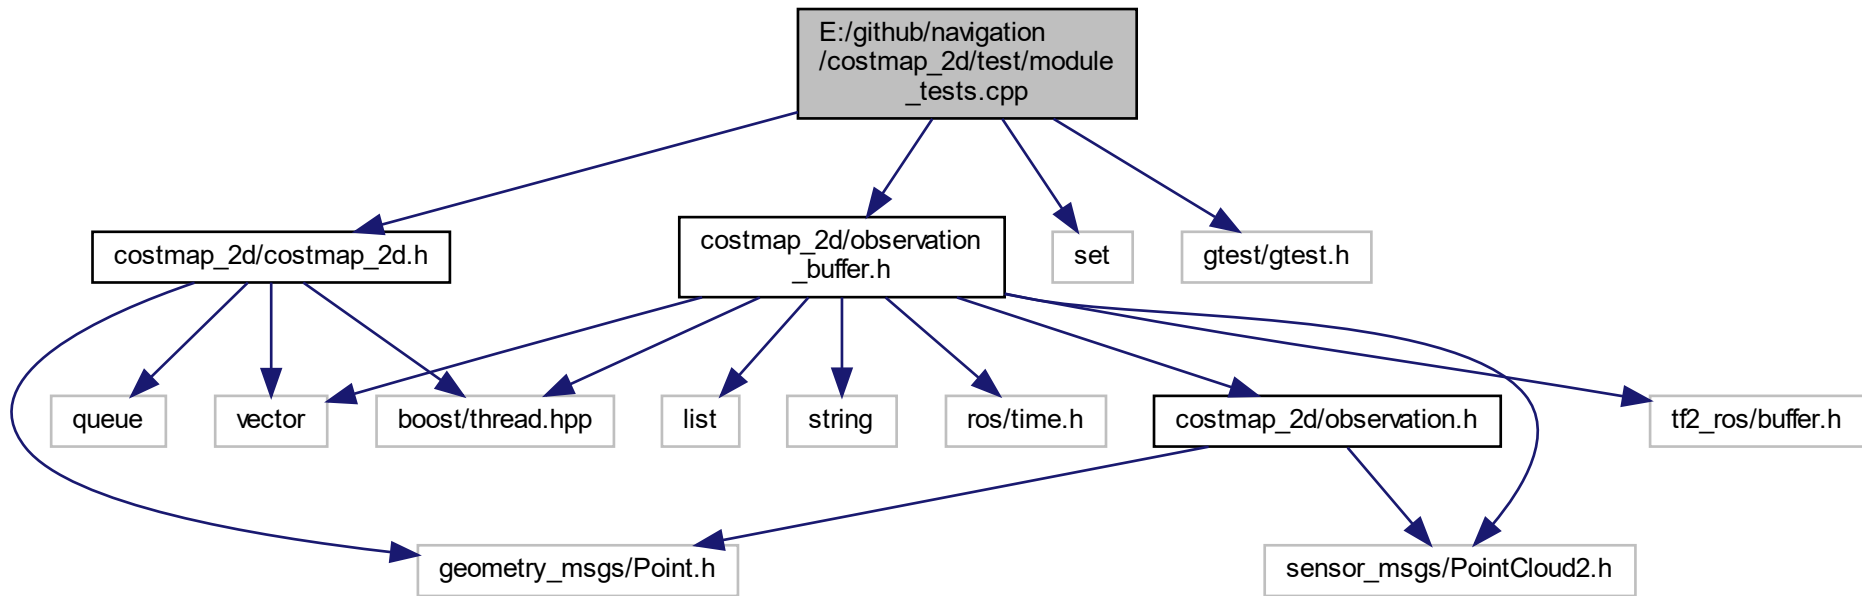 E:/github/navigation
/costmap_2d/test/module
_tests.cpp
costmap_2d/costmap_2d.h
costmap_2d/observation
_buffer.h
set
gtest/gtest.h
queue
vector
boost/thread.hpp
list
string
ros/time.h
costmap_2d/observation.h
tf2_ros/buffer.h
geometry_msgs/Point.h
sensor_msgs/PointCloud2.h